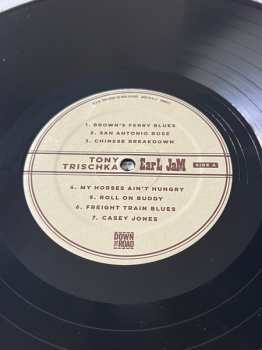 1. BROWN'S FERRY BLUES
2. SAN ANTONIO ROSE
3. CHINESE BREAKDOWN
TONY
TRISCHKA
EARL JAM
SIDE A
4. MY HORSES AIN'T HUNGRY
5. ROLL ON BUDDY
6. FREIGHT TRAIN BLUES
7. CASEY JONES
DOWN
THE ROAD